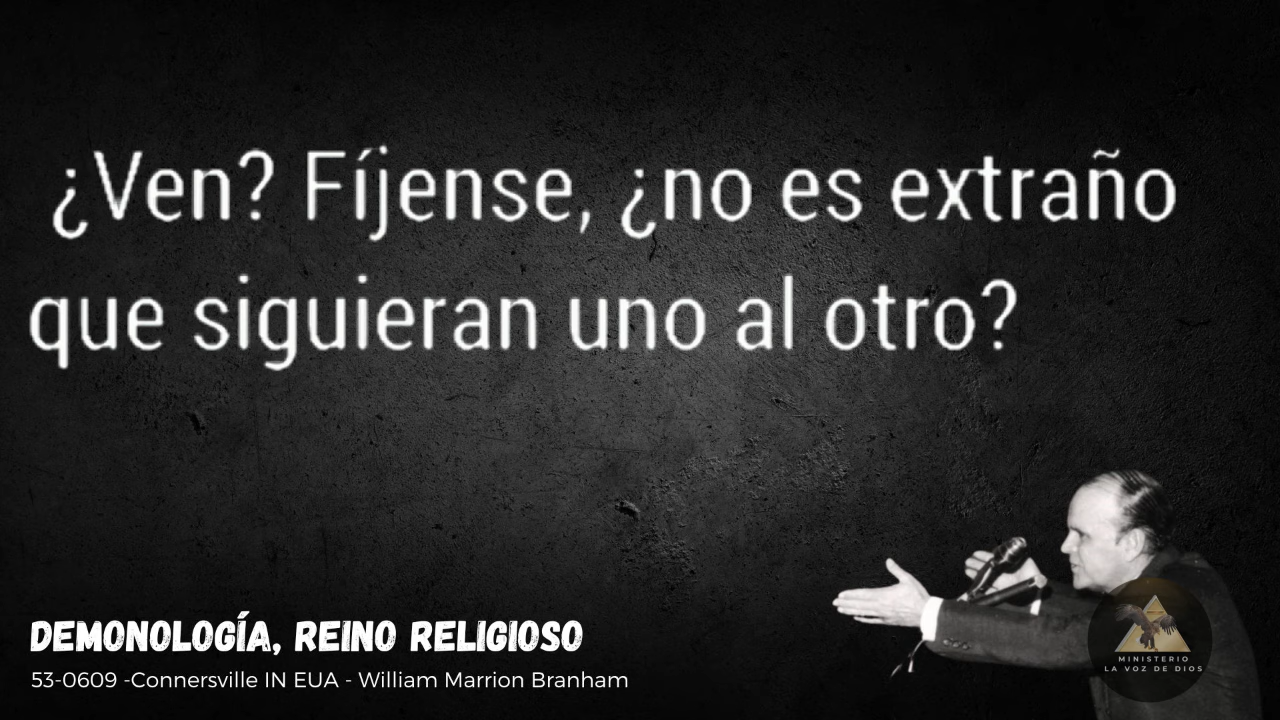 ¿Ven? Fíjense, ¿no es extraño
que siguieran uno al otro?
DEMONOLOGÍA, REINO RELIGIOSO
53-0609 -Connersville IN EUA - William Marrion Branham
MINISTERIO
LA VOZ DE DIOS